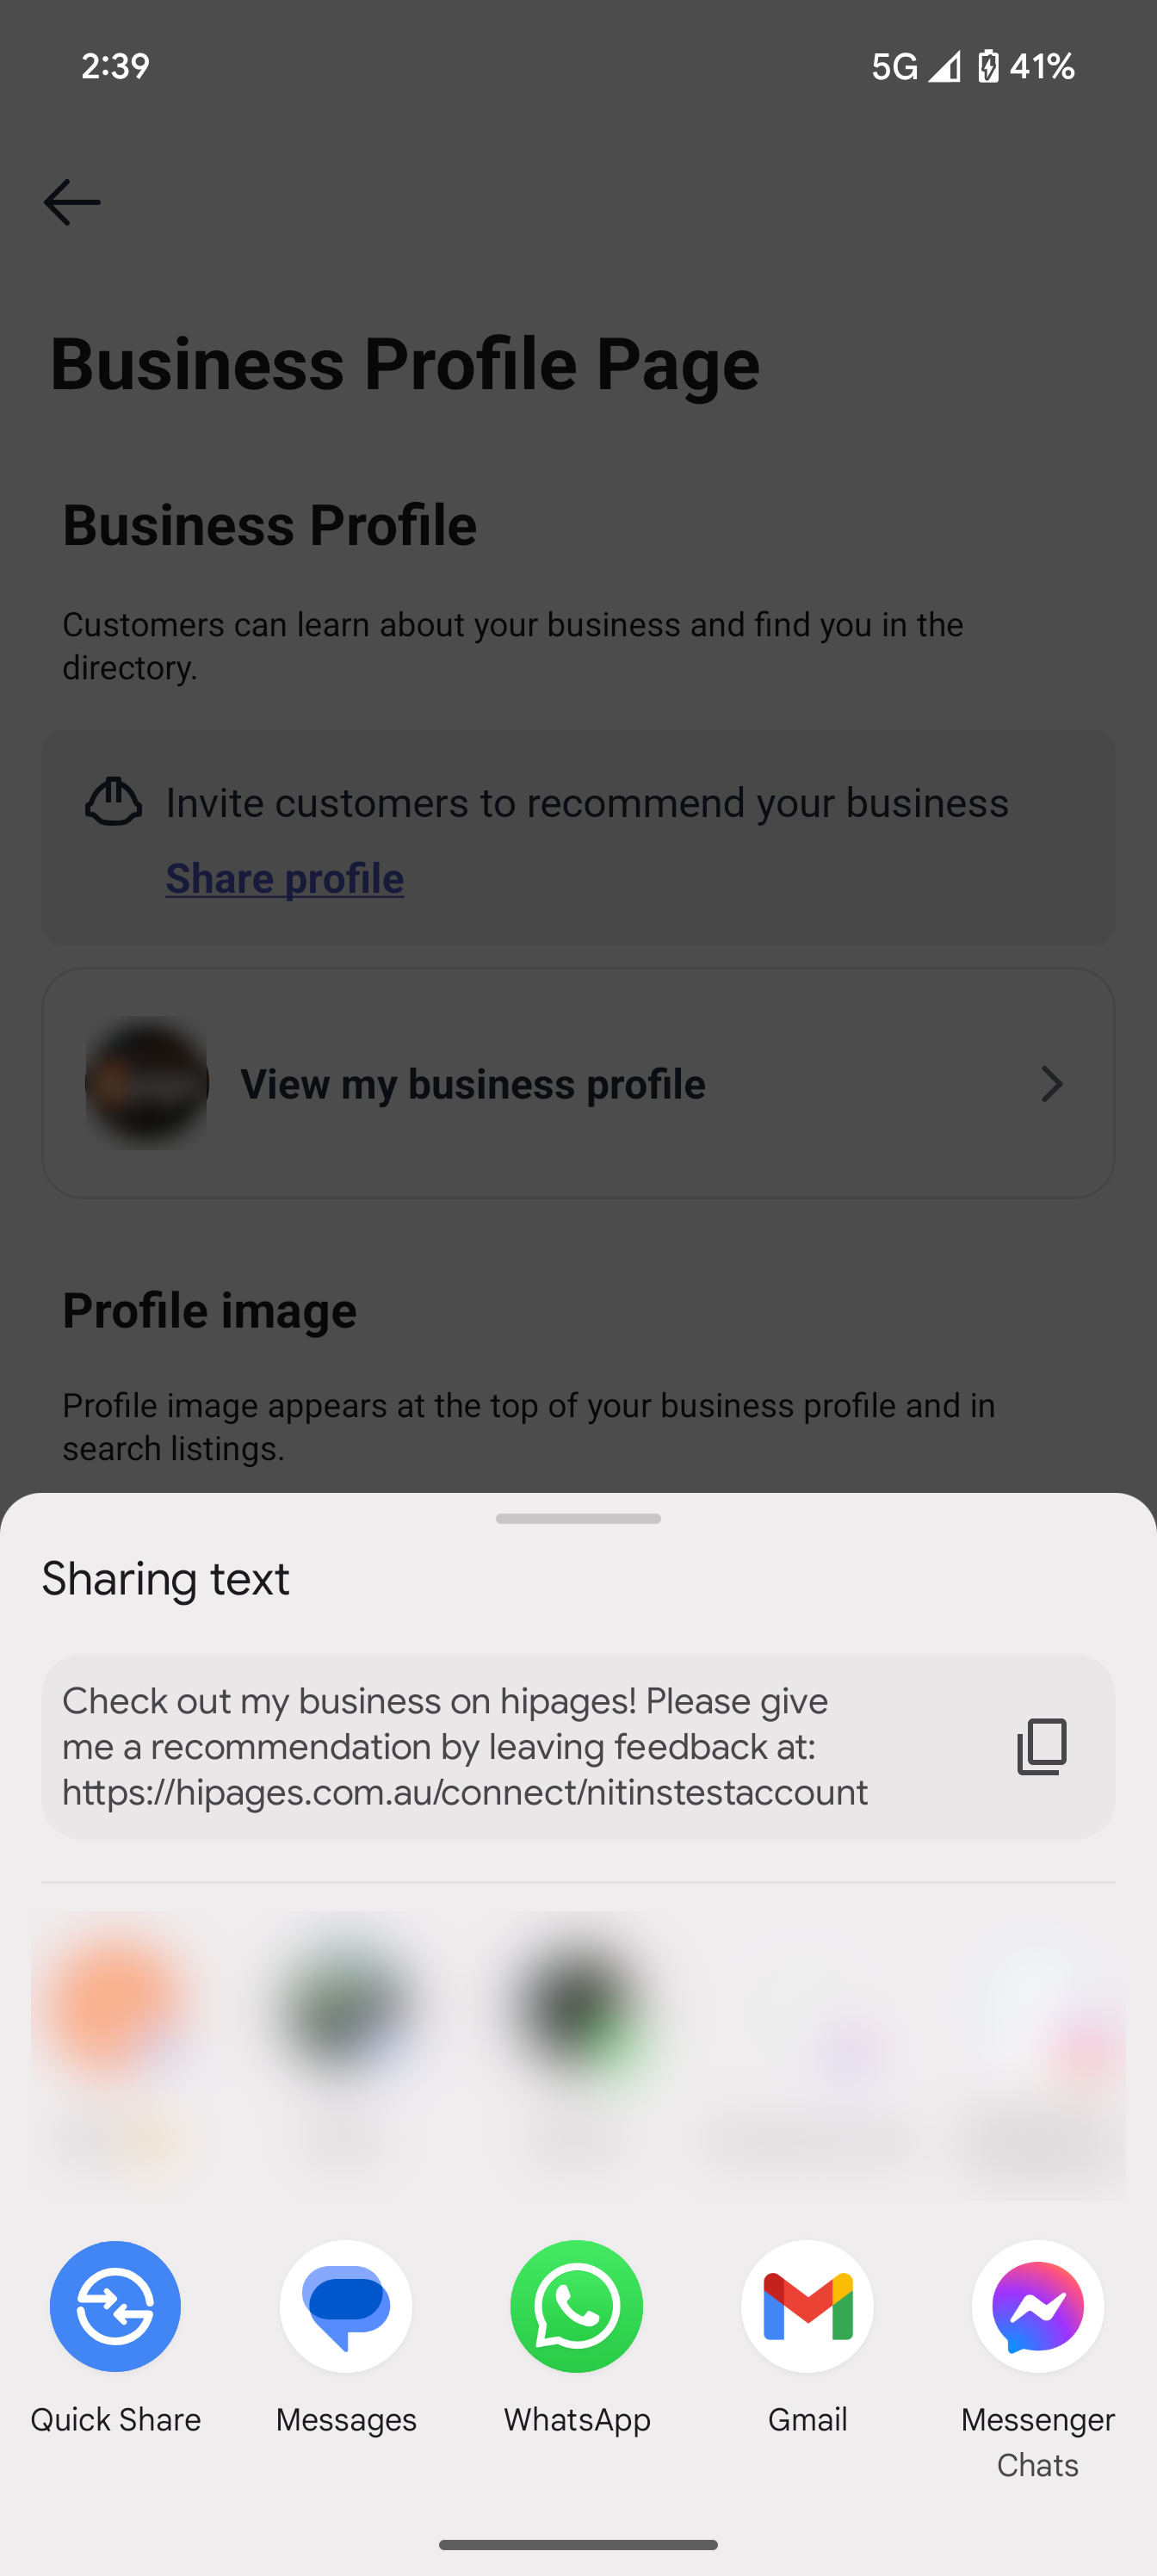 2:39
5G 41%
Business Profile Page
Business Profile
Customers can learn about your business and find you in the
directory.
Invite customers to recommend your business
Share profile
View my business profile
Profile image
Profile image appears at the top of your business profile and in
search listings.
Sharing text
Check out my business on hipages! Please give
me a recommendation by leaving feedback at:
https://hipages.com.au/connect/nitinstestaccount
Quick Share
Messages
WhatsApp
Gmail
Messenger
Chats